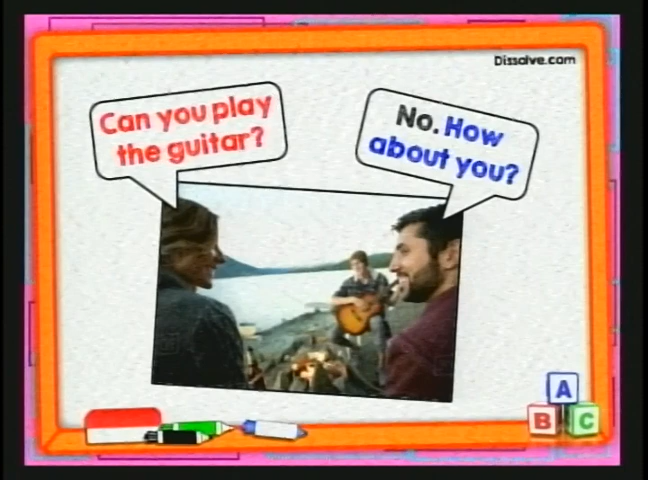 Dissolve.com
Can you play
the guitar?
No. How
about you?
A
B C